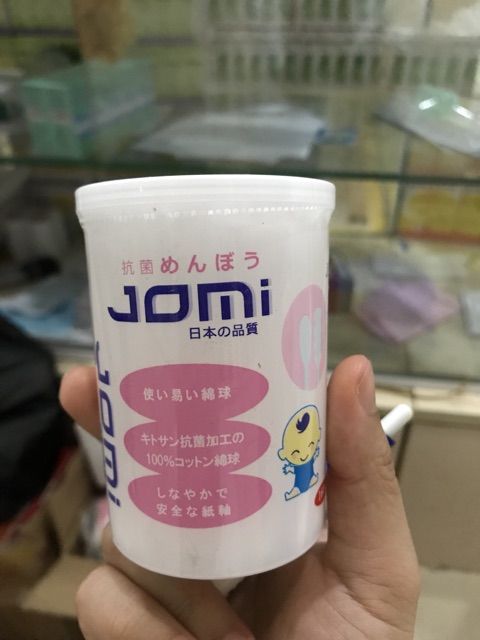 抗菌めんぼう
JOMi
日本の品質
使い易い綿球
キトサン抗菌加工の
100%コットン綿球
しなやかで
安全な紙軸
JOMi